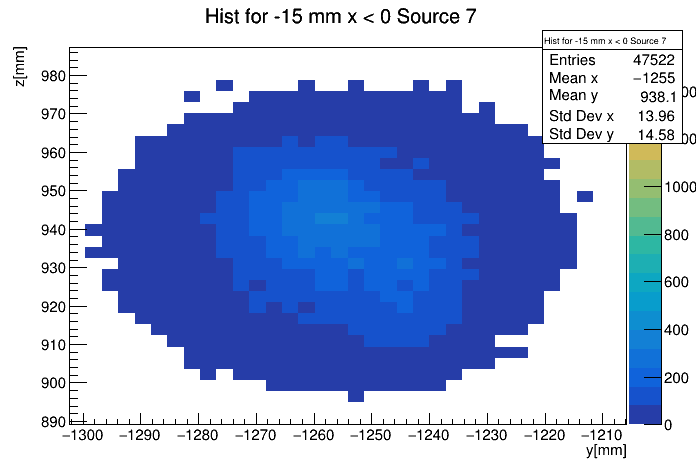 Hist for -15 mm x < 0 Source 7
z[mm]
Hist for -15 mm x < 0 Source 7
Entries 47522
Mean x −1255
Mean y 938.1
Std Dev x 13.96
Std Dev y 14.58
980
970
960
950
940
930
920
910
900
890
−1300 −1290 −1280 −1270 −1260 −1250 −1240 −1230 −1220 −1210
y[mm]
1000
800
600
400
200
0